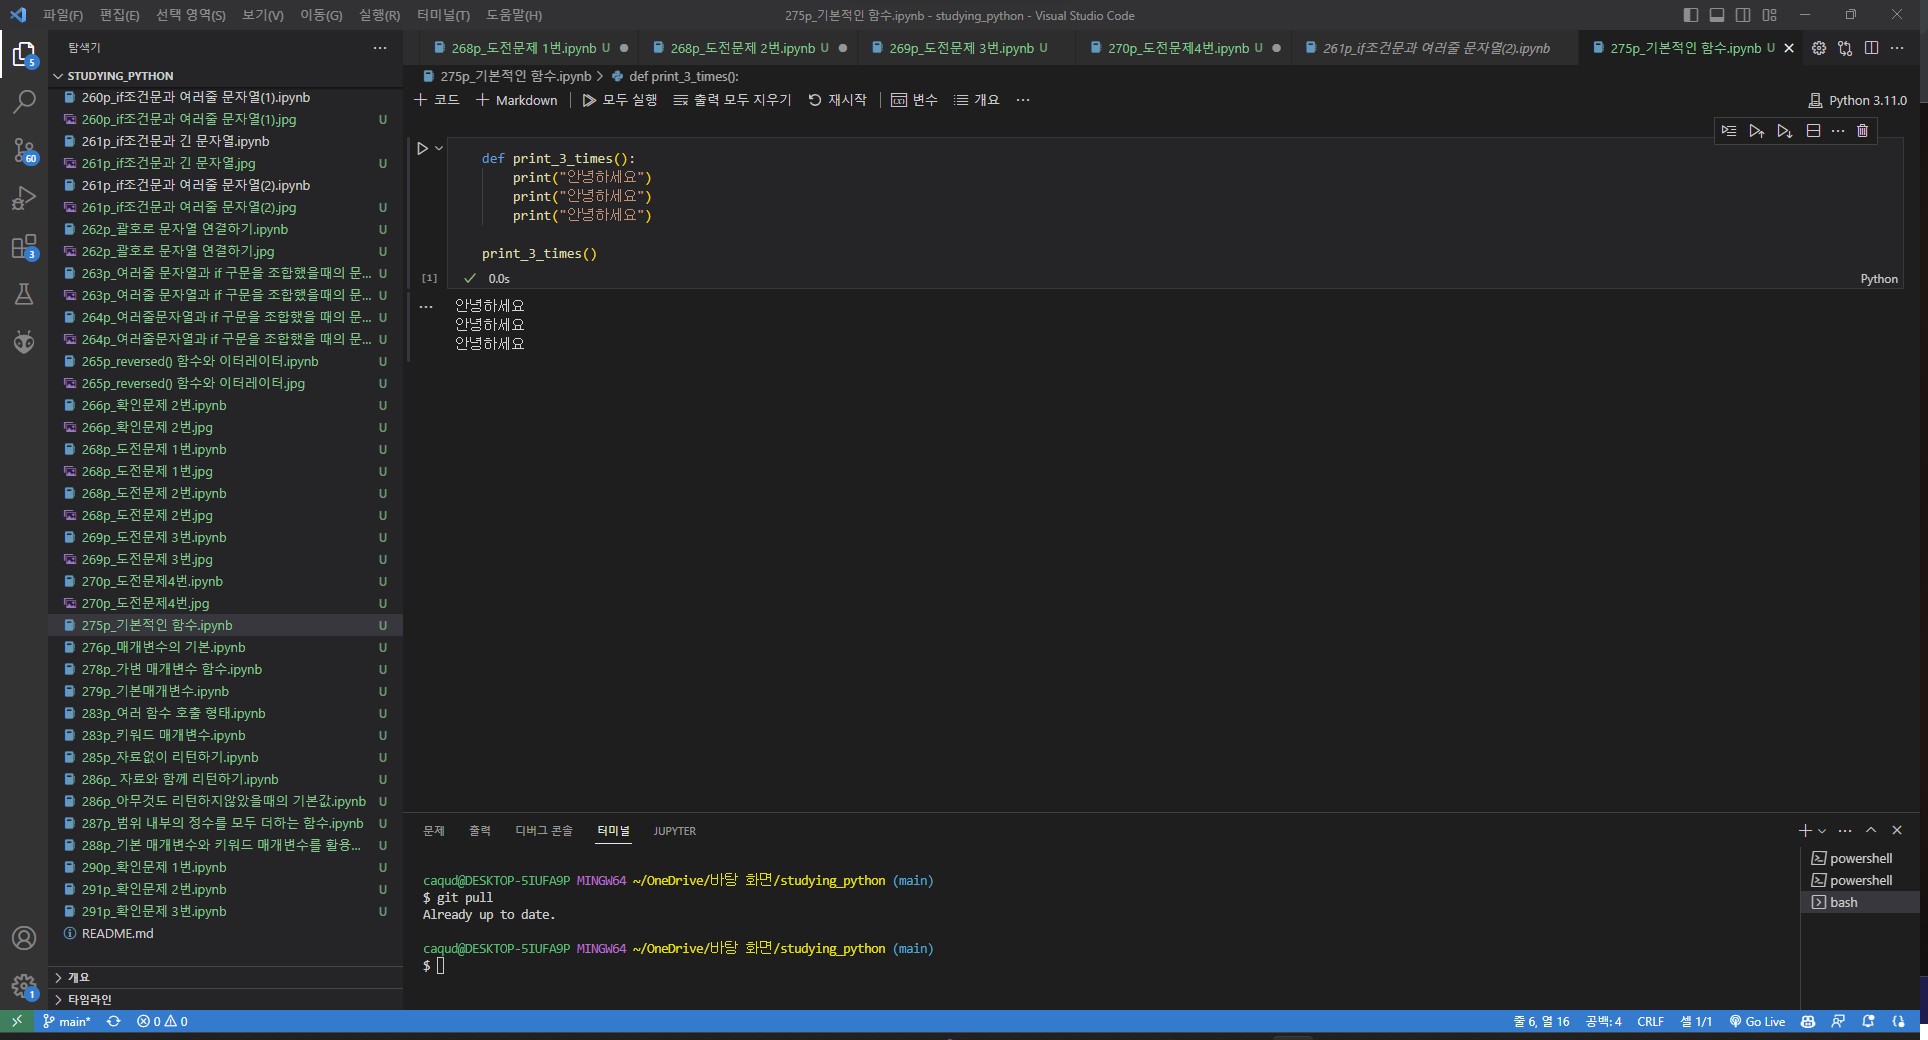 파일(F) 편집(E) 선택 영역(S) 보기(V) 이동(G) 실행(R) 터미널(T) 도움말(H)
275p_기본적인 함수.ipynb - studying_python - Visual Studio Code
탐색기
STUDYING_PYTHON
260p_if조건문과 여러줄 문자열(1).ipynb
260p_if조건문과 여러줄 문자열(1).jpg U
261p_if조건문과 긴 문자열.ipynb
261p_if조건문과 긴 문자열.jpg U
261p_if조건문과 여러줄 문자열(2).ipynb
261p_if조건문과 여러줄 문자열(2).jpg U
262p_괄호로 문자열 연결하기.ipynb U
262p_괄호로 문자열 연결하기.jpg U
263p_여러줄 문자열과 if 구문을 조합했을때의 문... U
263p_여러줄 문자열과 if 구문을 조합했을때의 문... U
264p_여러줄문자열과 if 구문을 조합했을 때의 문... U
264p_여러줄문자열과 if 구문을 조합했을 때의 문... U
265p_reversed() 함수와 이터레이터.ipynb U
265p_reversed() 함수와 이터레이터.jpg U
266p_확인문제 2번.ipynb U
266p_확인문제 2번.jpg U
268p_도전문제 1번.ipynb U
268p_도전문제 1번.jpg U
268p_도전문제 2번.ipynb U
268p_도전문제 2번.jpg U
269p_도전문제 3번.ipynb U
269p_도전문제 3번.jpg U
270p_도전문제4번.ipynb U
270p_도전문제4번.jpg U
275p_기본적인 함수.ipynb U
276p_매개변수의 기본.ipynb U
278p_가변 매개변수 함수.ipynb U
279p_기본매개변수.ipynb U
283p_여러 함수 호출 형태.ipynb U
283p_키워드 매개변수.ipynb U
285p_자료없이 리턴하기.ipynb U
286p_ 자료와 함께 리턴하기.ipynb U
286p_아무것도 리턴하지않았을때의 기본값.ipynb U
287p_범위 내부의 정수를 모두 더하는 함수.ipynb U
288p_기본 매개변수와 키워드 매개변수를 활용... U
290p_확인문제 1번.ipynb U
291p_확인문제 2번.ipynb U
291p_확인문제 3번.ipynb U
README.md
개요
타임라인
5
60
3
1
268p_도전문제 1번.ipynb U
268p_도전문제 2번.ipynb U
269p_도전문제 3번.ipynb U
270p_도전문제4번.ipynb U
261p_if조건문과 여러줄 문자열(2).ipynb
275p_기본적인 함수.ipynb U
275p_기본적인 함수.ipynb > def print_3_times():
코드 Markdown 모두 실행 출력 모두 지우기 재시작 변수 개요
Python 3.11.0
def print_3_times():
print("안녕하세요")
print("안녕하세요")
print("안녕하세요")
print_3_times()
[1] 0.0s
Python
안녕하세요
안녕하세요
안녕하세요
문제 출력 디버그 콘솔 터미널 JUPYTER
caqud@DESKTOP-5IUFA9P MINGW64 ~/OneDrive/바탕 화면/studying_python (main)
$ git pull
Already up to date.
caqud@DESKTOP-5IUFA9P MINGW64 ~/OneDrive/바탕 화면/studying_python (main)
$
powershell
powershell
bash
main* 0 0
줄 6, 열 16 공백: 4 CRLF 셀 1/1 Go Live